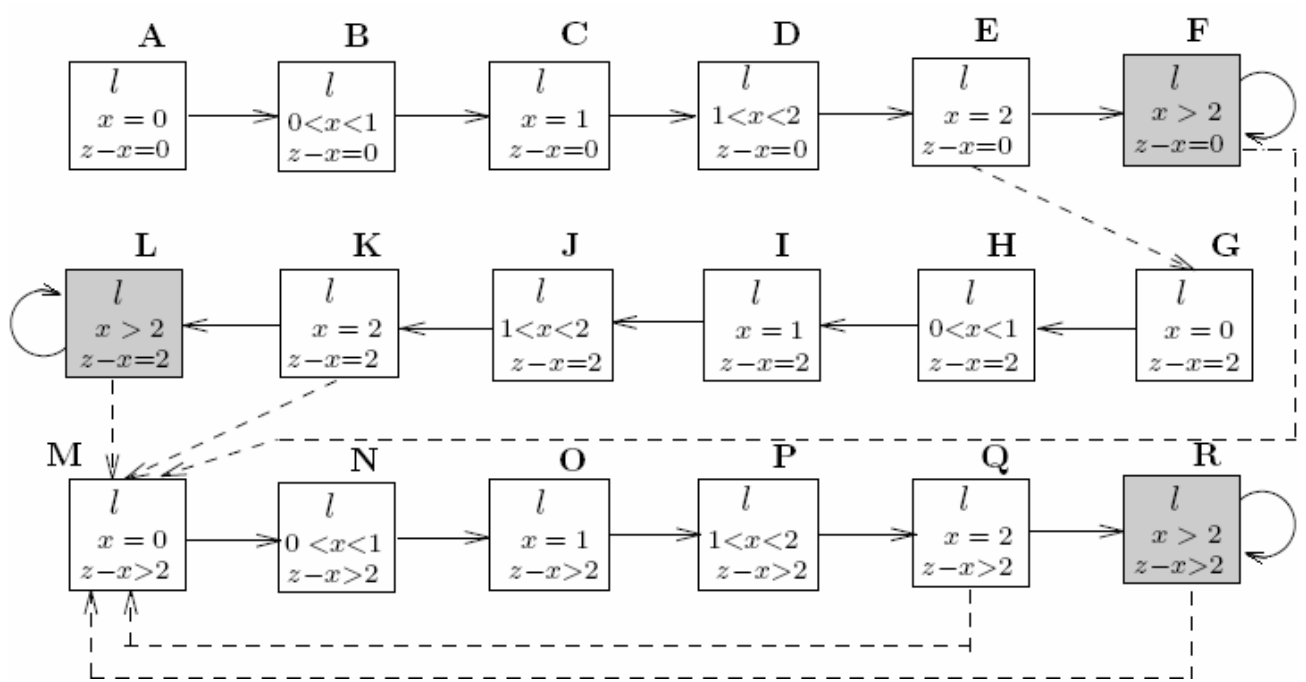 A B C D E F
l l l l l l
x = 0 0<x<1 x = 1 1<x<2 x = 2 x > 2
z−x=0 z−x=0 z−x=0 z−x=0 z−x=0 z−x=0
L K J I H G
l l l l l l
x > 2 x = 2 1<x<2 x = 1 0<x<1 x = 0
z−x=2 z−x=2 z−x=2 z−x=2 z−x=2 z−x=2
M N O P Q R
l l l l l l
x = 0 0 <x<1 x = 1 1<x<2 x = 2 x > 2
z−x>2 z−x>2 z−x>2 z−x>2 z−x>2 z−x>2